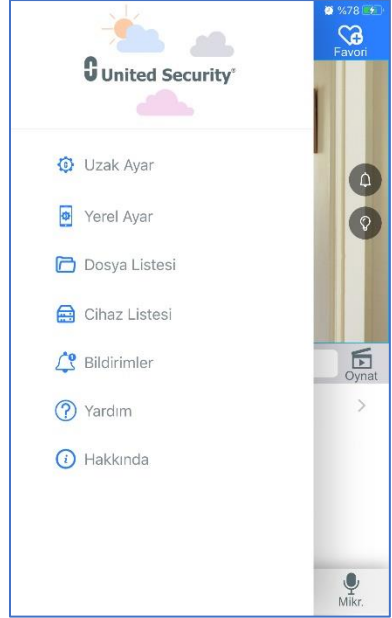 %78
Favori
United Security®
Uzak Ayar
Yerel Ayar
Dosya Listesi
Cihaz Listesi
Bildirimler
Yardım
Hakkında
Oynat
Mikr.